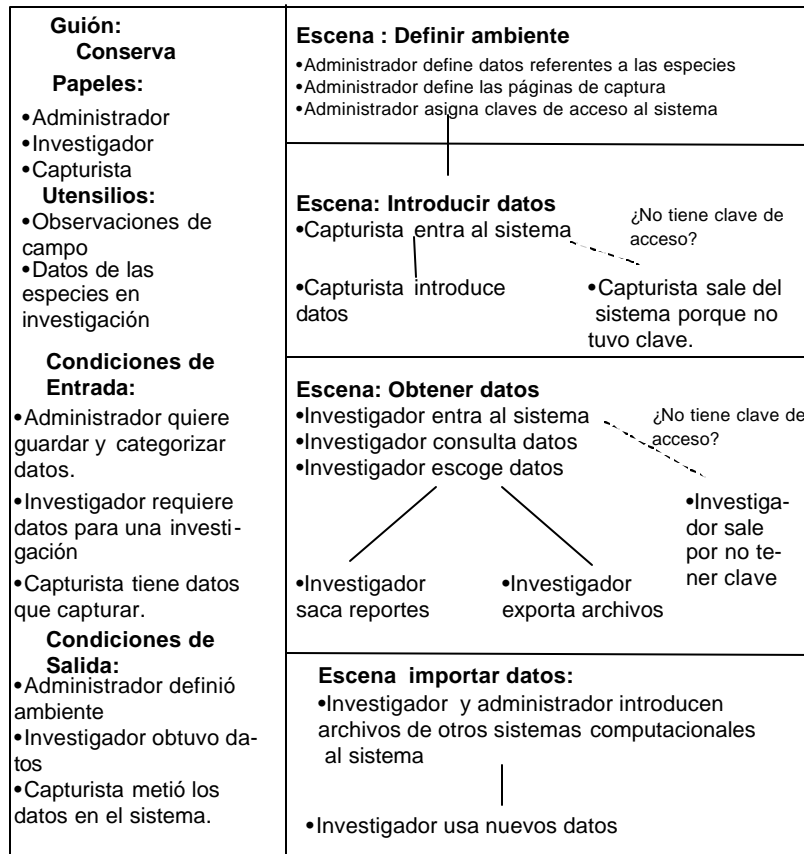 Guión:
Conserva
Papeles:
•Administrador
•Investigador
•Capturista
Utensilios:
•Observaciones de
campo
•Datos de las
especies en
investigación
Condiciones de
Entrada:
•Administrador quiere
guardar y categorizar
datos.
•Investigador requiere
datos para una investi-
gación
•Capturista tiene datos
que capturar.
Condiciones de
Salida:
•Administrador definió
ambiente
•Investigador obtuvo da-
tos
•Capturista metió los
datos en el sistema.
Escena : Definir ambiente
•Administrador define datos referentes a las especies
•Administrador define las páginas de captura
•Administrador asigna claves de acceso al sistema
Escena: Introducir datos
•Capturista entra al sistema
¿No tiene clave de
acceso?
•Capturista introduce
datos
•Capturista sale del
sistema porque no
tuvo clave.
Escena: Obtener datos
•Investigador entra al sistema
•Investigador consulta datos
•Investigador escoge datos
¿No tiene clave de
acceso?
•Investiga-
dor sale
por no te-
ner clave
•Investigador
saca reportes
•Investigador
exporta archivos
Escena importar datos:
•Investigador y administrador introducen
archivos de otros sistemas computacionales
al sistema
•Investigador usa nuevos datos